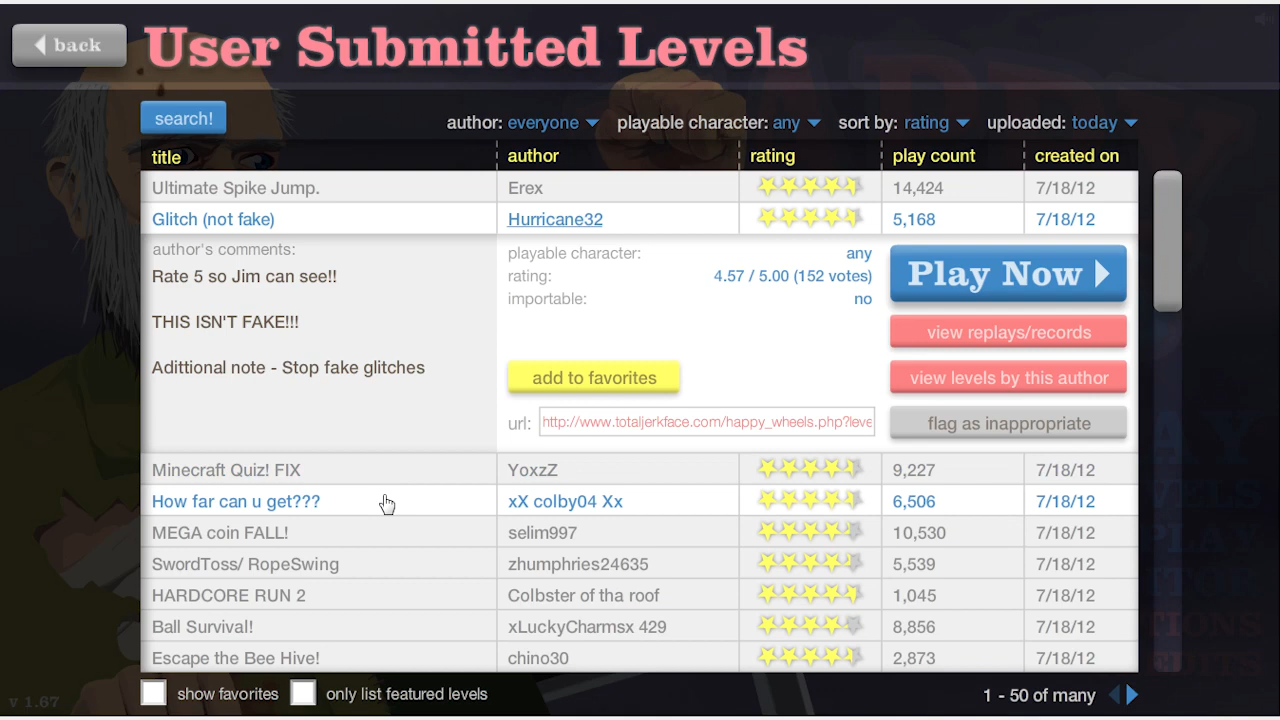 back
User Submitted Levels
search!
author: everyone playable character: any sort by: rating uploaded: today
title author rating play count created on
Ultimate Spike Jump. Erex 14,424 7/18/12
Glitch (not fake) Hurricane32 5,168 7/18/12
author's comments:
Rate 5 so Jim can see!!
THIS ISN'T FAKE!!!
Adittional note - Stop fake glitches
playable character: any
rating: 4.57 / 5.00 (152 votes)
importable: no
add to favorites
url: http://www.totaljerkface.com/happy_wheels.php?leve
Play Now
view replays/records
view levels by this author
flag as inappropriate
Minecraft Quiz! FIX YoxzZ 9,227 7/18/12
How far can u get??? xX colby04 Xx 6,506 7/18/12
MEGA coin FALL! selim997 10,530 7/18/12
SwordToss/ RopeSwing zhumphries24635 5,539 7/18/12
HARDCORE RUN 2 Colbster of tha roof 1,045 7/18/12
Ball Survival! xLuckyCharmsx 429 8,856 7/18/12
Escape the Bee Hive! chino30 2,873 7/18/12
show favorites only list featured levels 1 - 50 of many
v 1.67